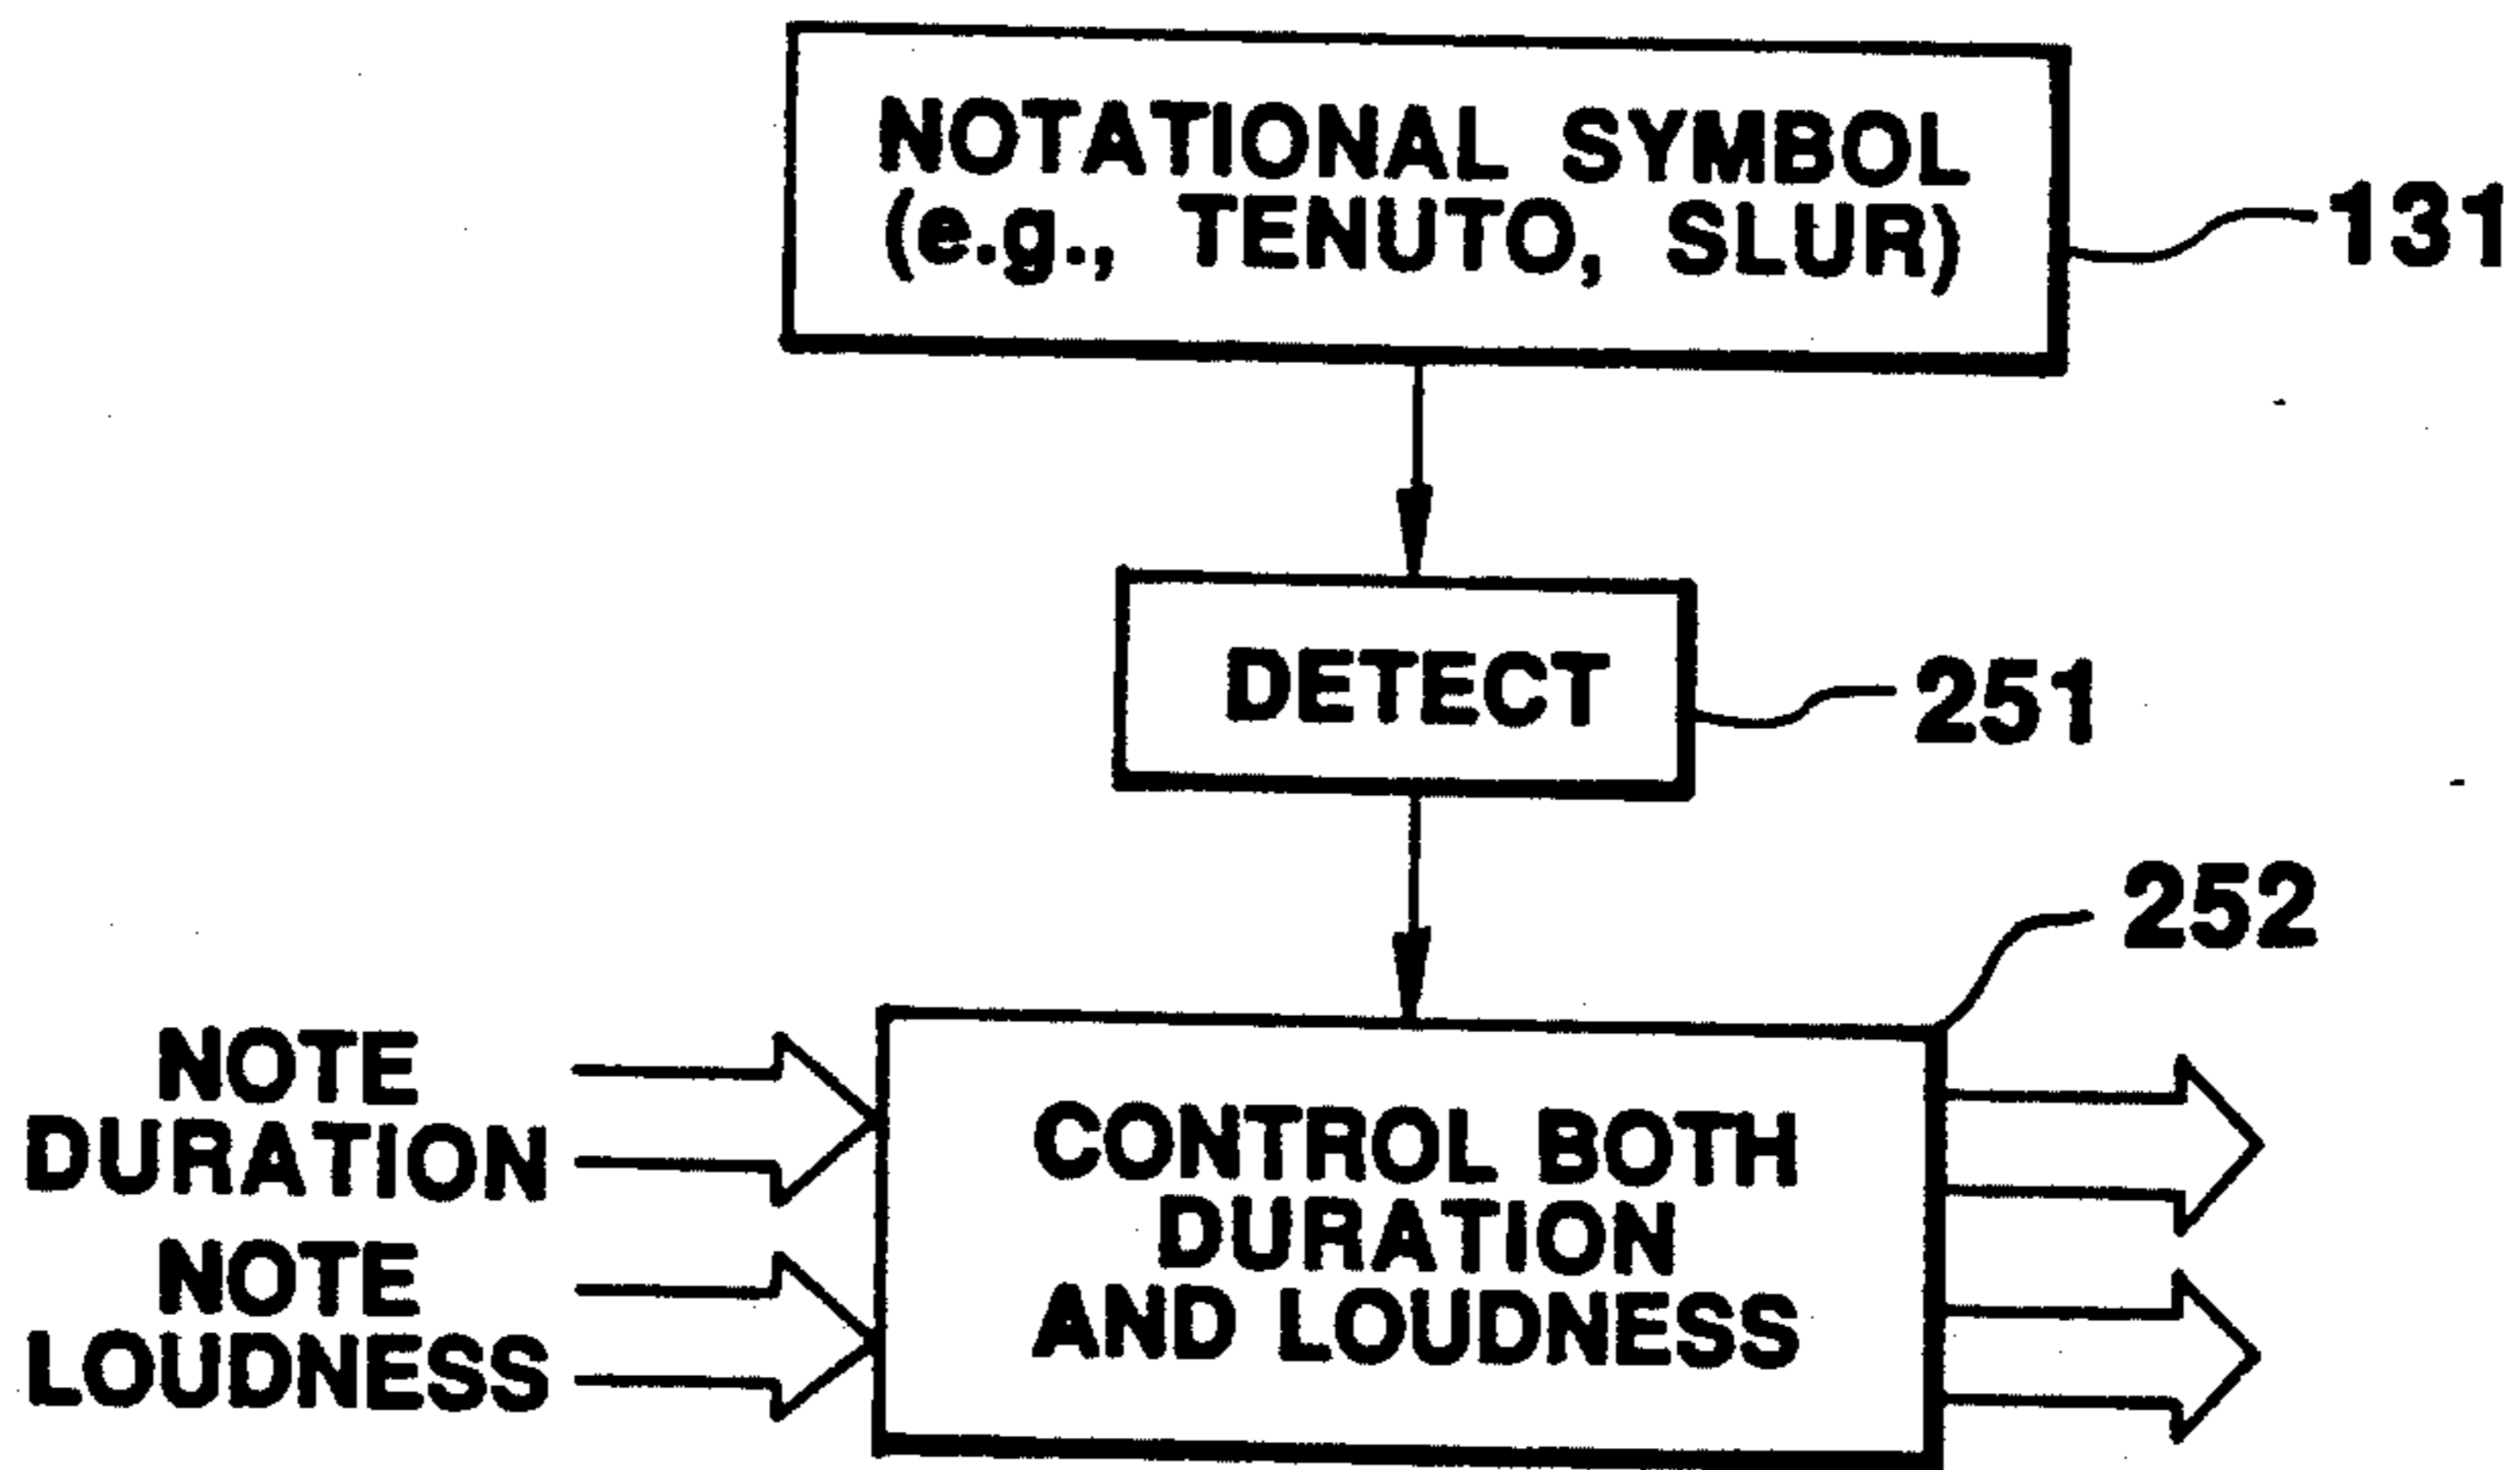 NOTATIONAL SYMBOL
(e.g., TENUTO, SLUR)
131
DETECT
251
252
NOTE
DURATION
NOTE
LOUDNESS
CONTROL BOTH
DURATION
AND LOUDNESS